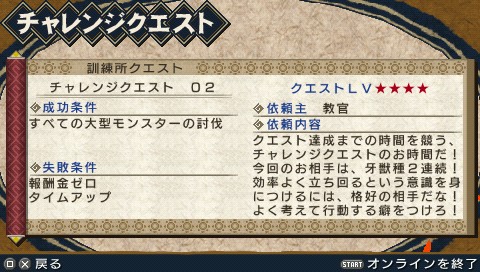 チャレンジクエスト
訓練所クエスト
チャレンジクエスト 02
クエストLV★★★★
成功条件
すべての大型モンスターの討伐
失敗条件
報酬金ゼロ
タイムアップ
依頼主 教官
依頼内容
クエスト達成までの時間を競う、
チャレンジクエストのお時間だ!
今回のお相手は、牙獣種2連続!
効率よく立ち回るという意識を身
につけるには、格好の相手だな!
よく考えて行動する癖をつけろ!
戻る
START オンラインを終了